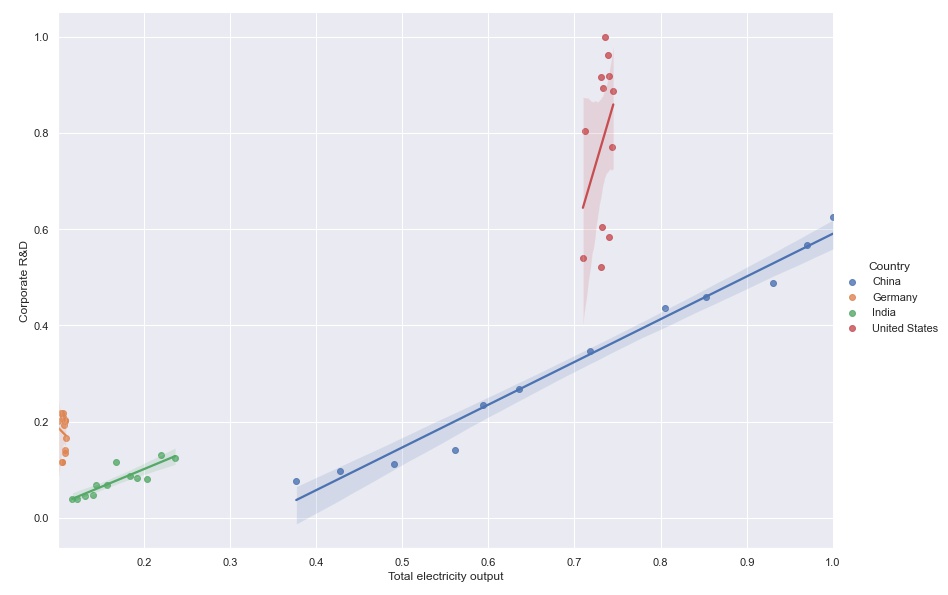 1.0
0.8
0.6
0.4
0.2
0.0
Corporate R&D
0.2 0.3 0.4 0.5 0.6 0.7 0.8 0.9 1.0
Total electricity output
Country
China
Germany
India
United States